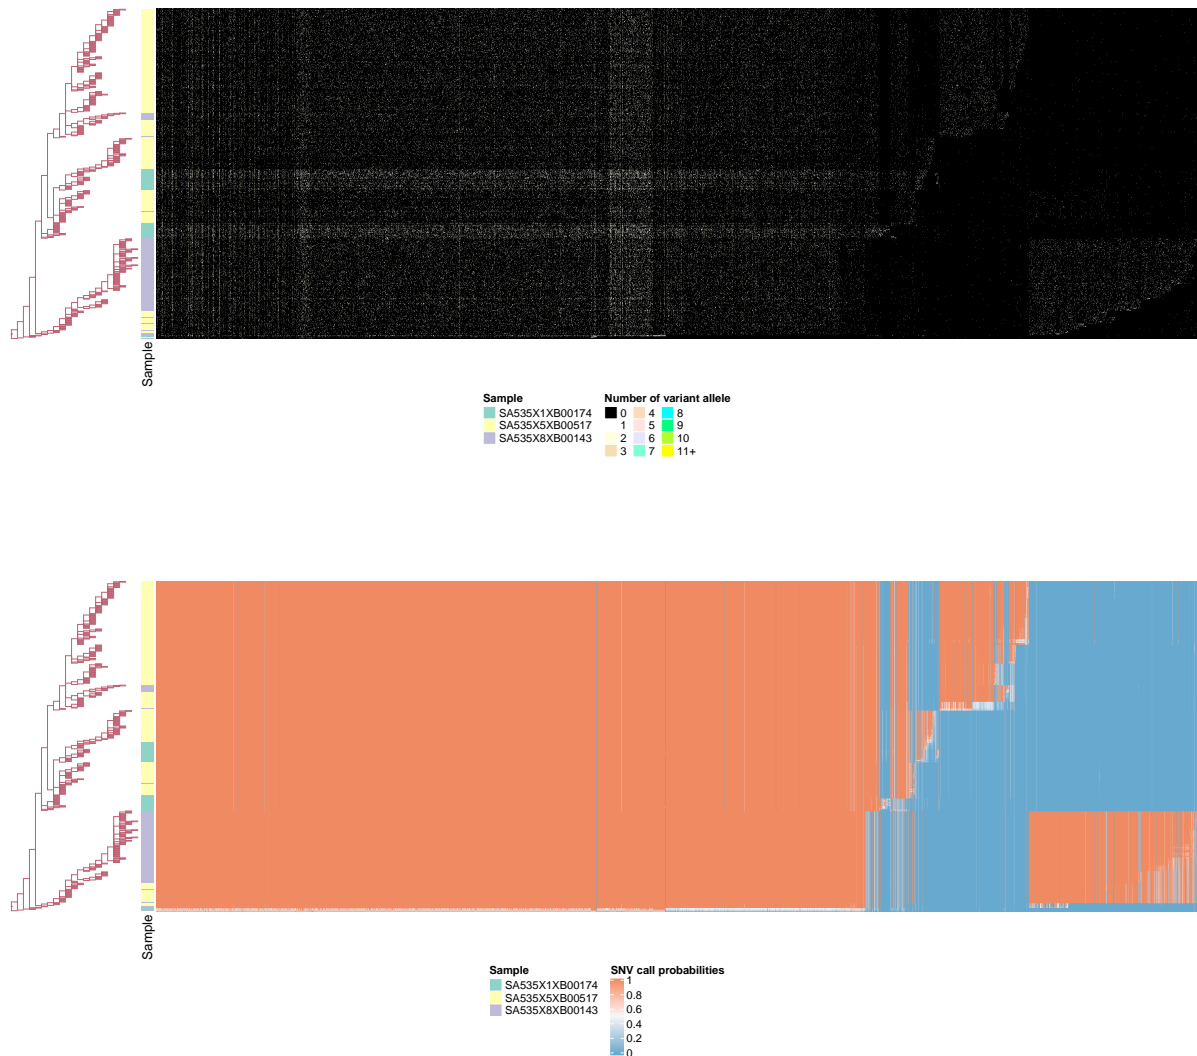 Sample
Sample Number of variant allele
SA535X1XB00174 0 4 8
SA535X5XB00517 1 5 9
SA535X8XB00143 2 6 10
3 7 11+
Sample
Sample SNV call probabilities
SA535X1XB00174 1
SA535X5XB00517 0.8
SA535X8XB00143 0.6
0.4
0.2
0